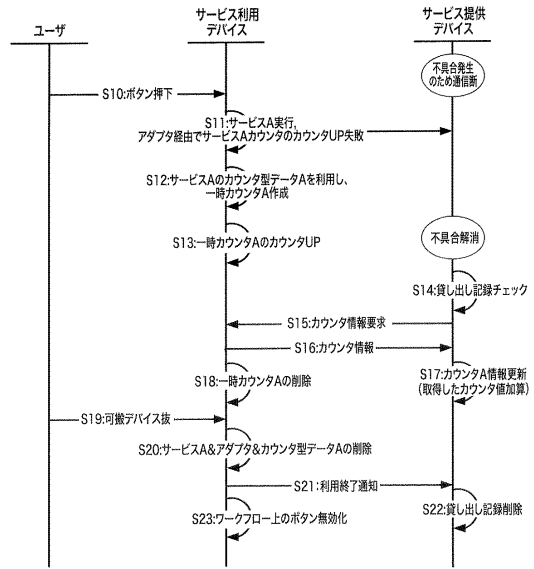 ユーザ
サービス利用
デバイス
サービス提供
デバイス
不具合発生
のため通信断
S10:ボタン押下
S11:サービスA実行,
アダプタ経由でサービスAカウンタのカウンタUP失敗
S12:サービスAのカウンタ型データAを利用し、
一時カウンタA作成
S13:一時カウンタAのカウンタUP
不具合解消
S14:貸し出し記録チェック
S15:カウンタ情報要求
S16:カウンタ情報
S17:カウンタA情報更新
(取得したカウンタ値加算)
S18:一時カウンタAの削除
S19:可搬デバイス抜
S20:サービスA&アダプタ&カウンタ型データAの削除
S21:利用終了通知
S22:貸し出し記録削除
S23:ワークフロー上のボタン無効化